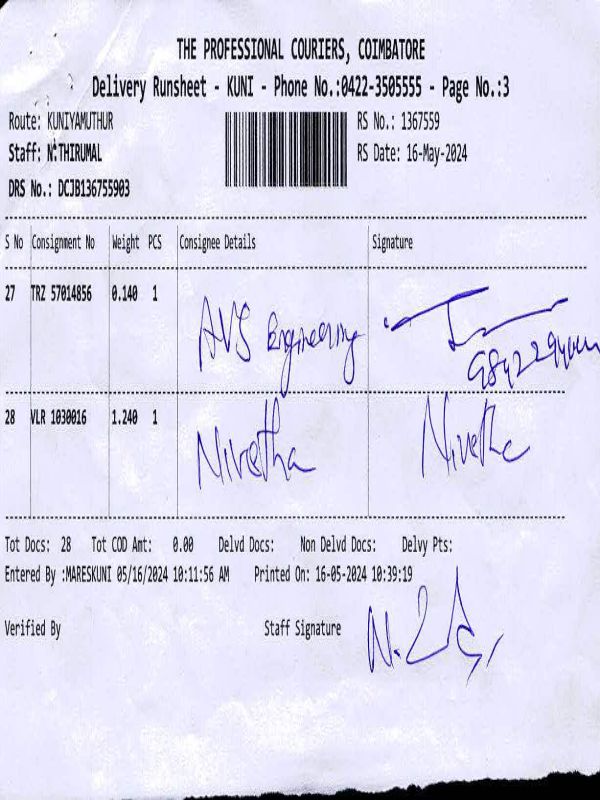 THE PROFESSIONAL COURIERS, COIMBATORE
Delivery Runsheet - KUNI - Phone No.:0422-3505555 - Page No.:3
Route: KUNIYAMUTHUR RS No.: 1367559
Staff: N.THIRUMAL RS Date: 16-May-2024
DRS No.: DCJB136755903
S No Consignment No Weight PCS Consignee Details Signature
27 TRZ 57014856 0.140 1
AVS Engineering
28 VLR 1030016 1.240 1
Nivetha Nivetha
Tot Docs: 28 Tot COD Amt: 0.00 Delvd Docs: Non Delvd Docs: Delvy Pts:
Entered By :MARESKUNI 05/16/2024 10:11:56 AM Printed On: 16-05-2024 10:39:19
Verified By Staff Signature